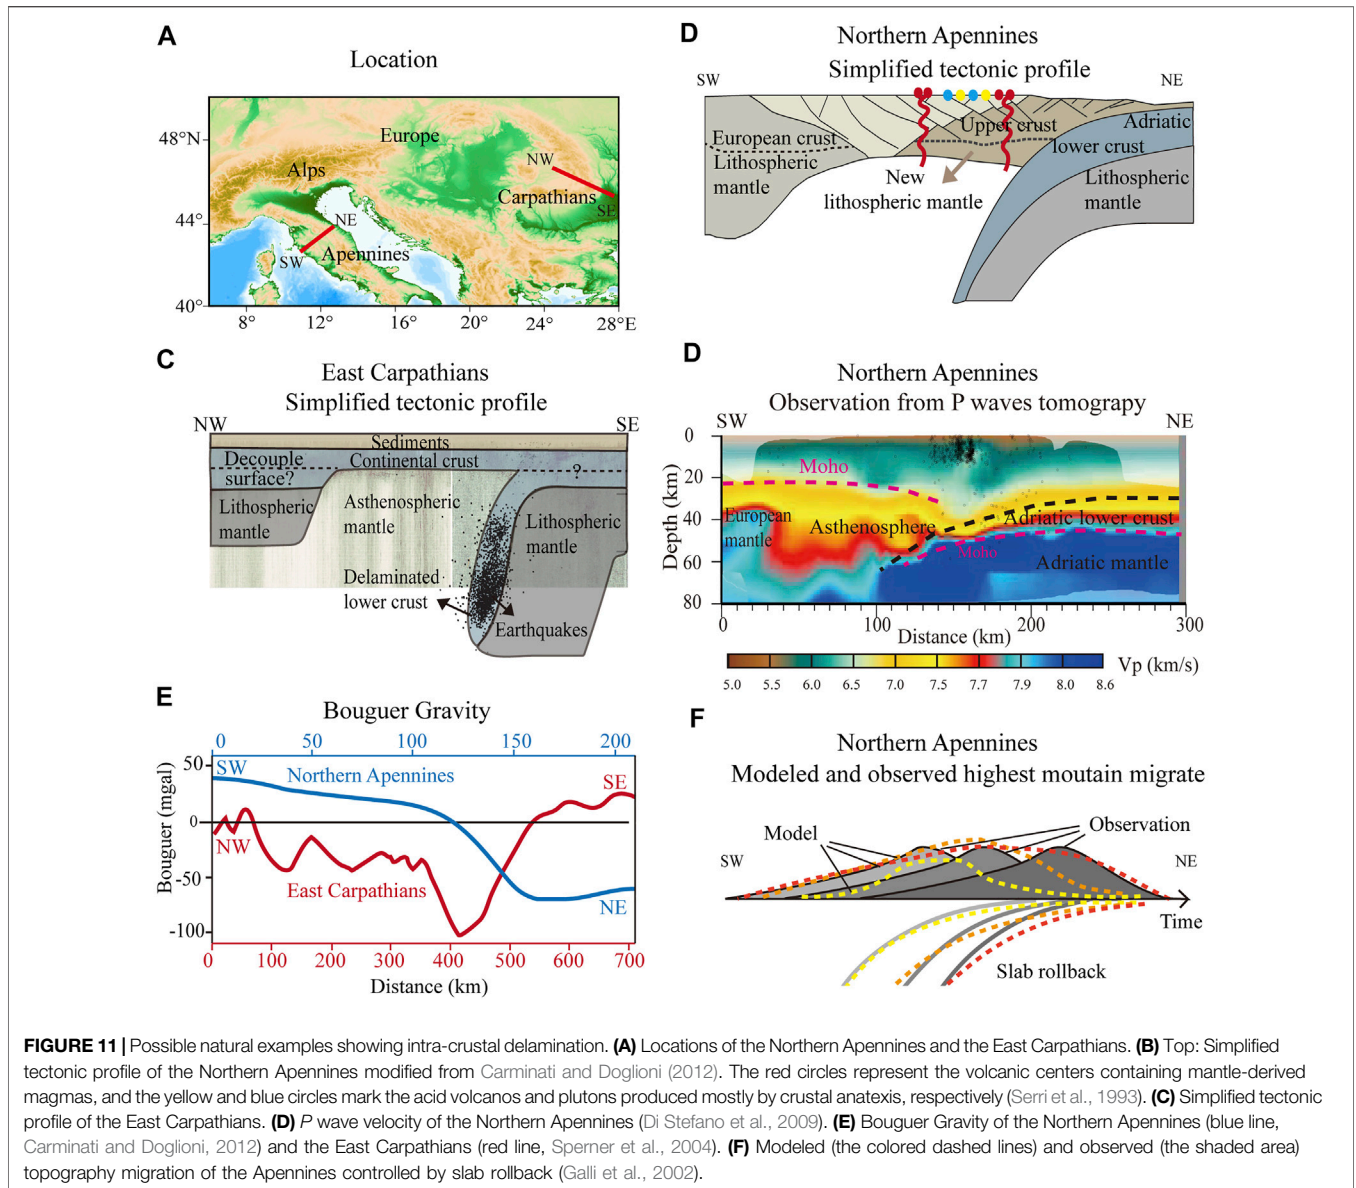 A
Location
48°N
44°
40°
8°
12°
16°
20°
24°
28°E
Europe
Alps
NW
Carpathians
SE
NE
SW
Apennines
D
Northern Apennines
Simplified tectonic profile
SW
NE
European crust
Lithospheric
mantle
Upper crust
New
lithospheric mantle
Adriatic
lower crust
Lithospheric
mantle
C
East Carpathians
Simplified tectonic profile
NW
SE
Sediments
Decouple
surface?
Continental crust
?
Lithospheric
mantle
Asthenospheric
mantle
Lithospheric
mantle
Delaminated
lower crust
Earthquakes
D
Northern Apennines
Observation from P waves tomograpy
SW
NE
Depth (km)
0
20
40
60
80
Moho
European
mantle
Asthenosphere
Adriatic lower crust
Moho
Adriatic mantle
0
100
200
300
Distance (km)
Vp (km/s)
5.0
5.5
6.0
6.5
7.0
7.5
7.7
7.9
8.0
8.6
E
Bouguer Gravity
0
50
100
150
200
Bouguer (mgal)
50
0
-50
-100
SW
Northern Apennines
SE
NW
East Carpathians
NE
0
100
200
300
400
500
600
700
Distance (km)
F
Northern Apennines
Modeled and observed highest moutain migrate
Model
Observation
SW
NE
Time
Slab rollback
FIGURE 11 | Possible natural examples showing intra-crustal delamination. (A) Locations of the Northern Apennines and the East Carpathians. (B) Top: Simplified
tectonic profile of the Northern Apennines modified from Carminati and Doglioni (2012). The red circles represent the volcanic centers containing mantle-derived
magmas, and the yellow and blue circles mark the acid volcanos and plutons produced mostly by crustal anatexis, respectively (Serri et al., 1993). (C) Simplified tectonic
profile of the East Carpathians. (D) P wave velocity of the Northern Apennines (Di Stefano et al., 2009). (E) Bouguer Gravity of the Northern Apennines (blue line,
Carminati and Doglioni, 2012) and the East Carpathians (red line, Sperner et al., 2004). (F) Modeled (the colored dashed lines) and observed (the shaded area)
topography migration of the Apennines controlled by slab rollback (Galli et al., 2002).